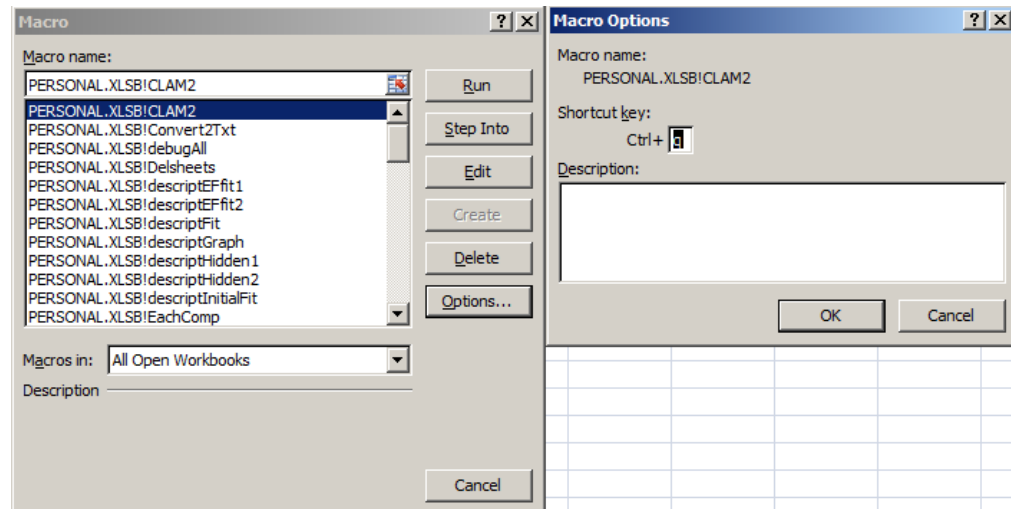 Macro
Macro name:
PERSONAL.XLSB!CLAM2
PERSONAL.XLSB!CLAM2
PERSONAL.XLSB!Convert2Txt
PERSONAL.XLSB!debugAll
PERSONAL.XLSB!Delsheets
PERSONAL.XLSB!descriptEFfit1
PERSONAL.XLSB!descriptEFfit2
PERSONAL.XLSB!descriptFit
PERSONAL.XLSB!descriptGraph
PERSONAL.XLSB!descriptHidden1
PERSONAL.XLSB!descriptHidden2
PERSONAL.XLSB!descriptInitialFit
PERSONAL.XLSB!EachComp
Run
Step Into
Edit
Create
Delete
Options...
Macros in: All Open Workbooks
Description
Cancel
Macro Options
Macro name:
PERSONAL.XLSB!CLAM2
Shortcut key:
Ctrl+
Description:
OK
Cancel